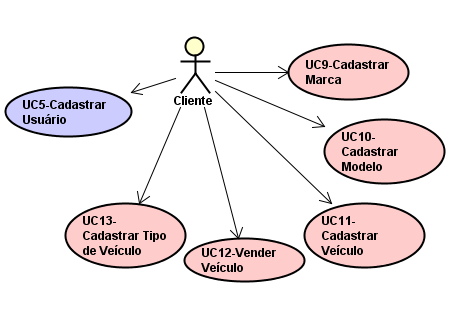 UC9-Cadastrar
Marca
UC5-Cadastrar
Usuário
Cliente
UC10-
Cadastrar
Modelo
UC13-
Cadastrar Tipo
de Veículo
UC12-Vender
Veículo
UC11-
Cadastrar
Veículo